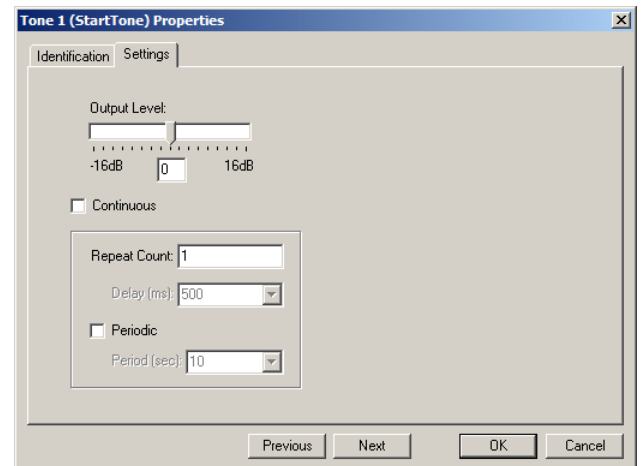 Tone 1 (StartTone) Properties
Identification Settings
Output Level:
-16dB 0 16dB
Continuous
Repeat Count: 1
Delay (ms): 500
Periodic
Period (sec): 10
Previous Next OK Cancel